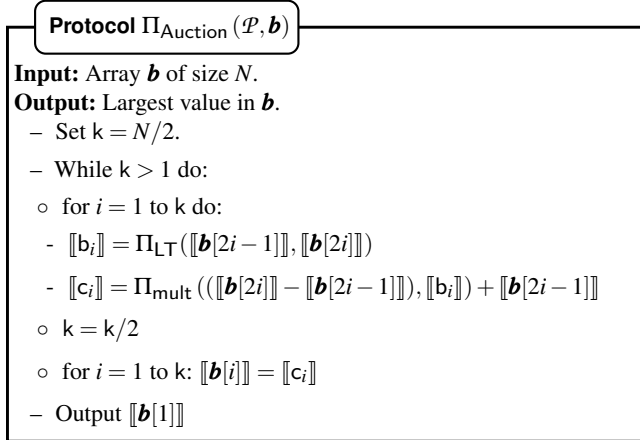 Protocol Π_Auction(𝒫, 𝒃)
Input: Array 𝒃 of size N.
Output: Largest value in 𝒃.
– Set k = N/2.
– While k > 1 do:
○ for i = 1 to k do:
- ⟦b_i⟧ = Π_LT(⟦𝒃[2i − 1]⟧, ⟦𝒃[2i]⟧)
- ⟦c_i⟧ = Π_mult((⟦𝒃[2i]⟧ − ⟦𝒃[2i − 1]⟧), ⟦b_i⟧) + ⟦𝒃[2i − 1]⟧
○ k = k/2
○ for i = 1 to k: ⟦𝒃[i]⟧ = ⟦c_i⟧
– Output ⟦𝒃[1]⟧